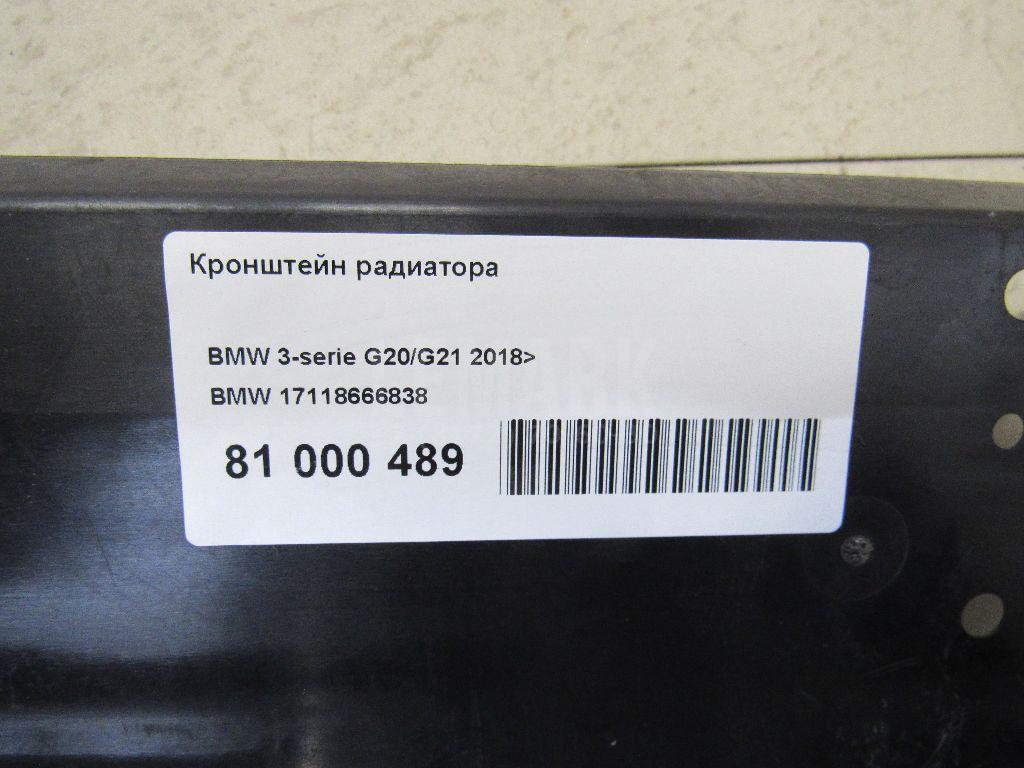 Кронштейн радиатора
BMW 3-serie G20/G21 2018>
BMW 17118666838
81 000 489